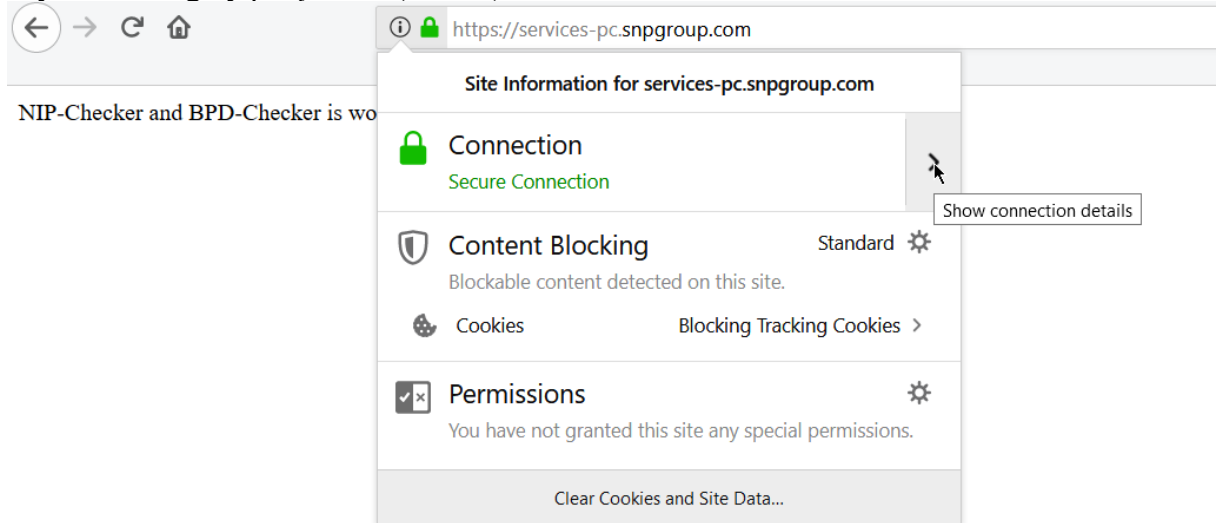 https://services-pc.snpgroup.com
Site Information for services-pc.snpgroup.com
NIP-Checker and BPD-Checker is wo
Connection
Secure Connection
Show connection details
Content Blocking Standard
Blockable content detected on this site.
Cookies Blocking Tracking Cookies
Permissions
You have not granted this site any special permissions.
Clear Cookies and Site Data...